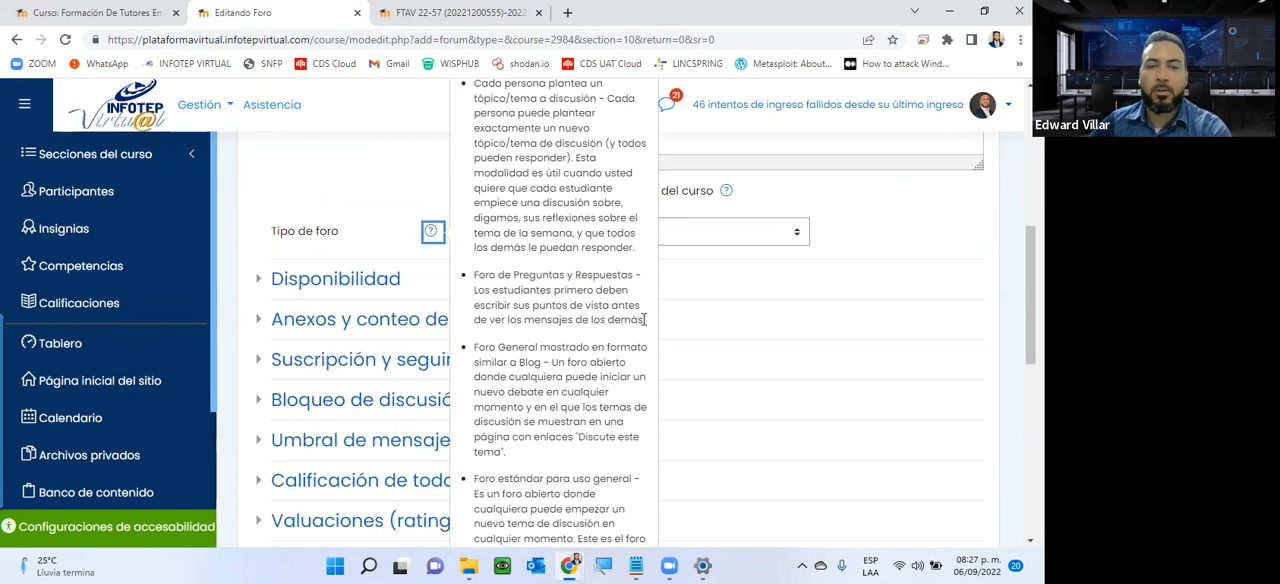 Curso: Formación De Tutores En
Editando Foro
FTAV 22-57 (20221200555)-2022
https://plataformavirtual.infotepvirtual.com/course/modedit.php?add=forum&type=&course=2984&section=10&return=0&sr=0
ZOOM
WhatsApp
INFOTEP VIRTUAL
SNFP
CDS Cloud
Gmail
WISPHUB
shodan.io
CDS UAT Cloud
LINCSPRING
Metasploit: About...
How to attack Wind...
INFOTEP
Virtu@l
Gestión
Asistencia
21
46 intentos de ingreso fallidos desde su último ingreso
Edward Villar
Secciones del curso
Participantes
Insignias
Competencias
Calificaciones
Tablero
Página inicial del sitio
Calendario
Archivos privados
Banco de contenido
Configuraciones de accesabilidad
del curso
Tipo de foro
Disponibilidad
Anexos y conteo de
Suscripción y seguir
Bloqueo de discusió
Umbral de mensaje
Calificación de todo
Valuaciones (rating
Cada persona plantea un
tópico/tema a discusión - Cada
persona puede plantear
exactamente un nuevo
tópico/tema de discusión (y todos
pueden responder). Esta
modalidad es útil cuando usted
quiere que cada estudiante
empiece una discusión sobre,
digamos, sus reflexiones sobre el
tema de la semana, y que todos
los demás le puedan responder.
Foro de Preguntas y Respuestas -
Los estudiantes primero deben
escribir sus puntos de vista antes
de ver los mensajes de los demás.
Foro General mostrado en formato
similar a Blog - Un foro abierto
donde cualquiera puede iniciar un
nuevo debate en cualquier
momento y en el que los temas de
discusión se muestran en una
página con enlaces "Discute este
tema".
Foro estándar para uso general -
Es un foro abierto donde
cualquiera puede empezar un
nuevo tema de discusión en
cualquier momento. Este es el foro
25°C
Lluvia termina
ESP
LAA
08:27 p. m.
06/09/2022
20